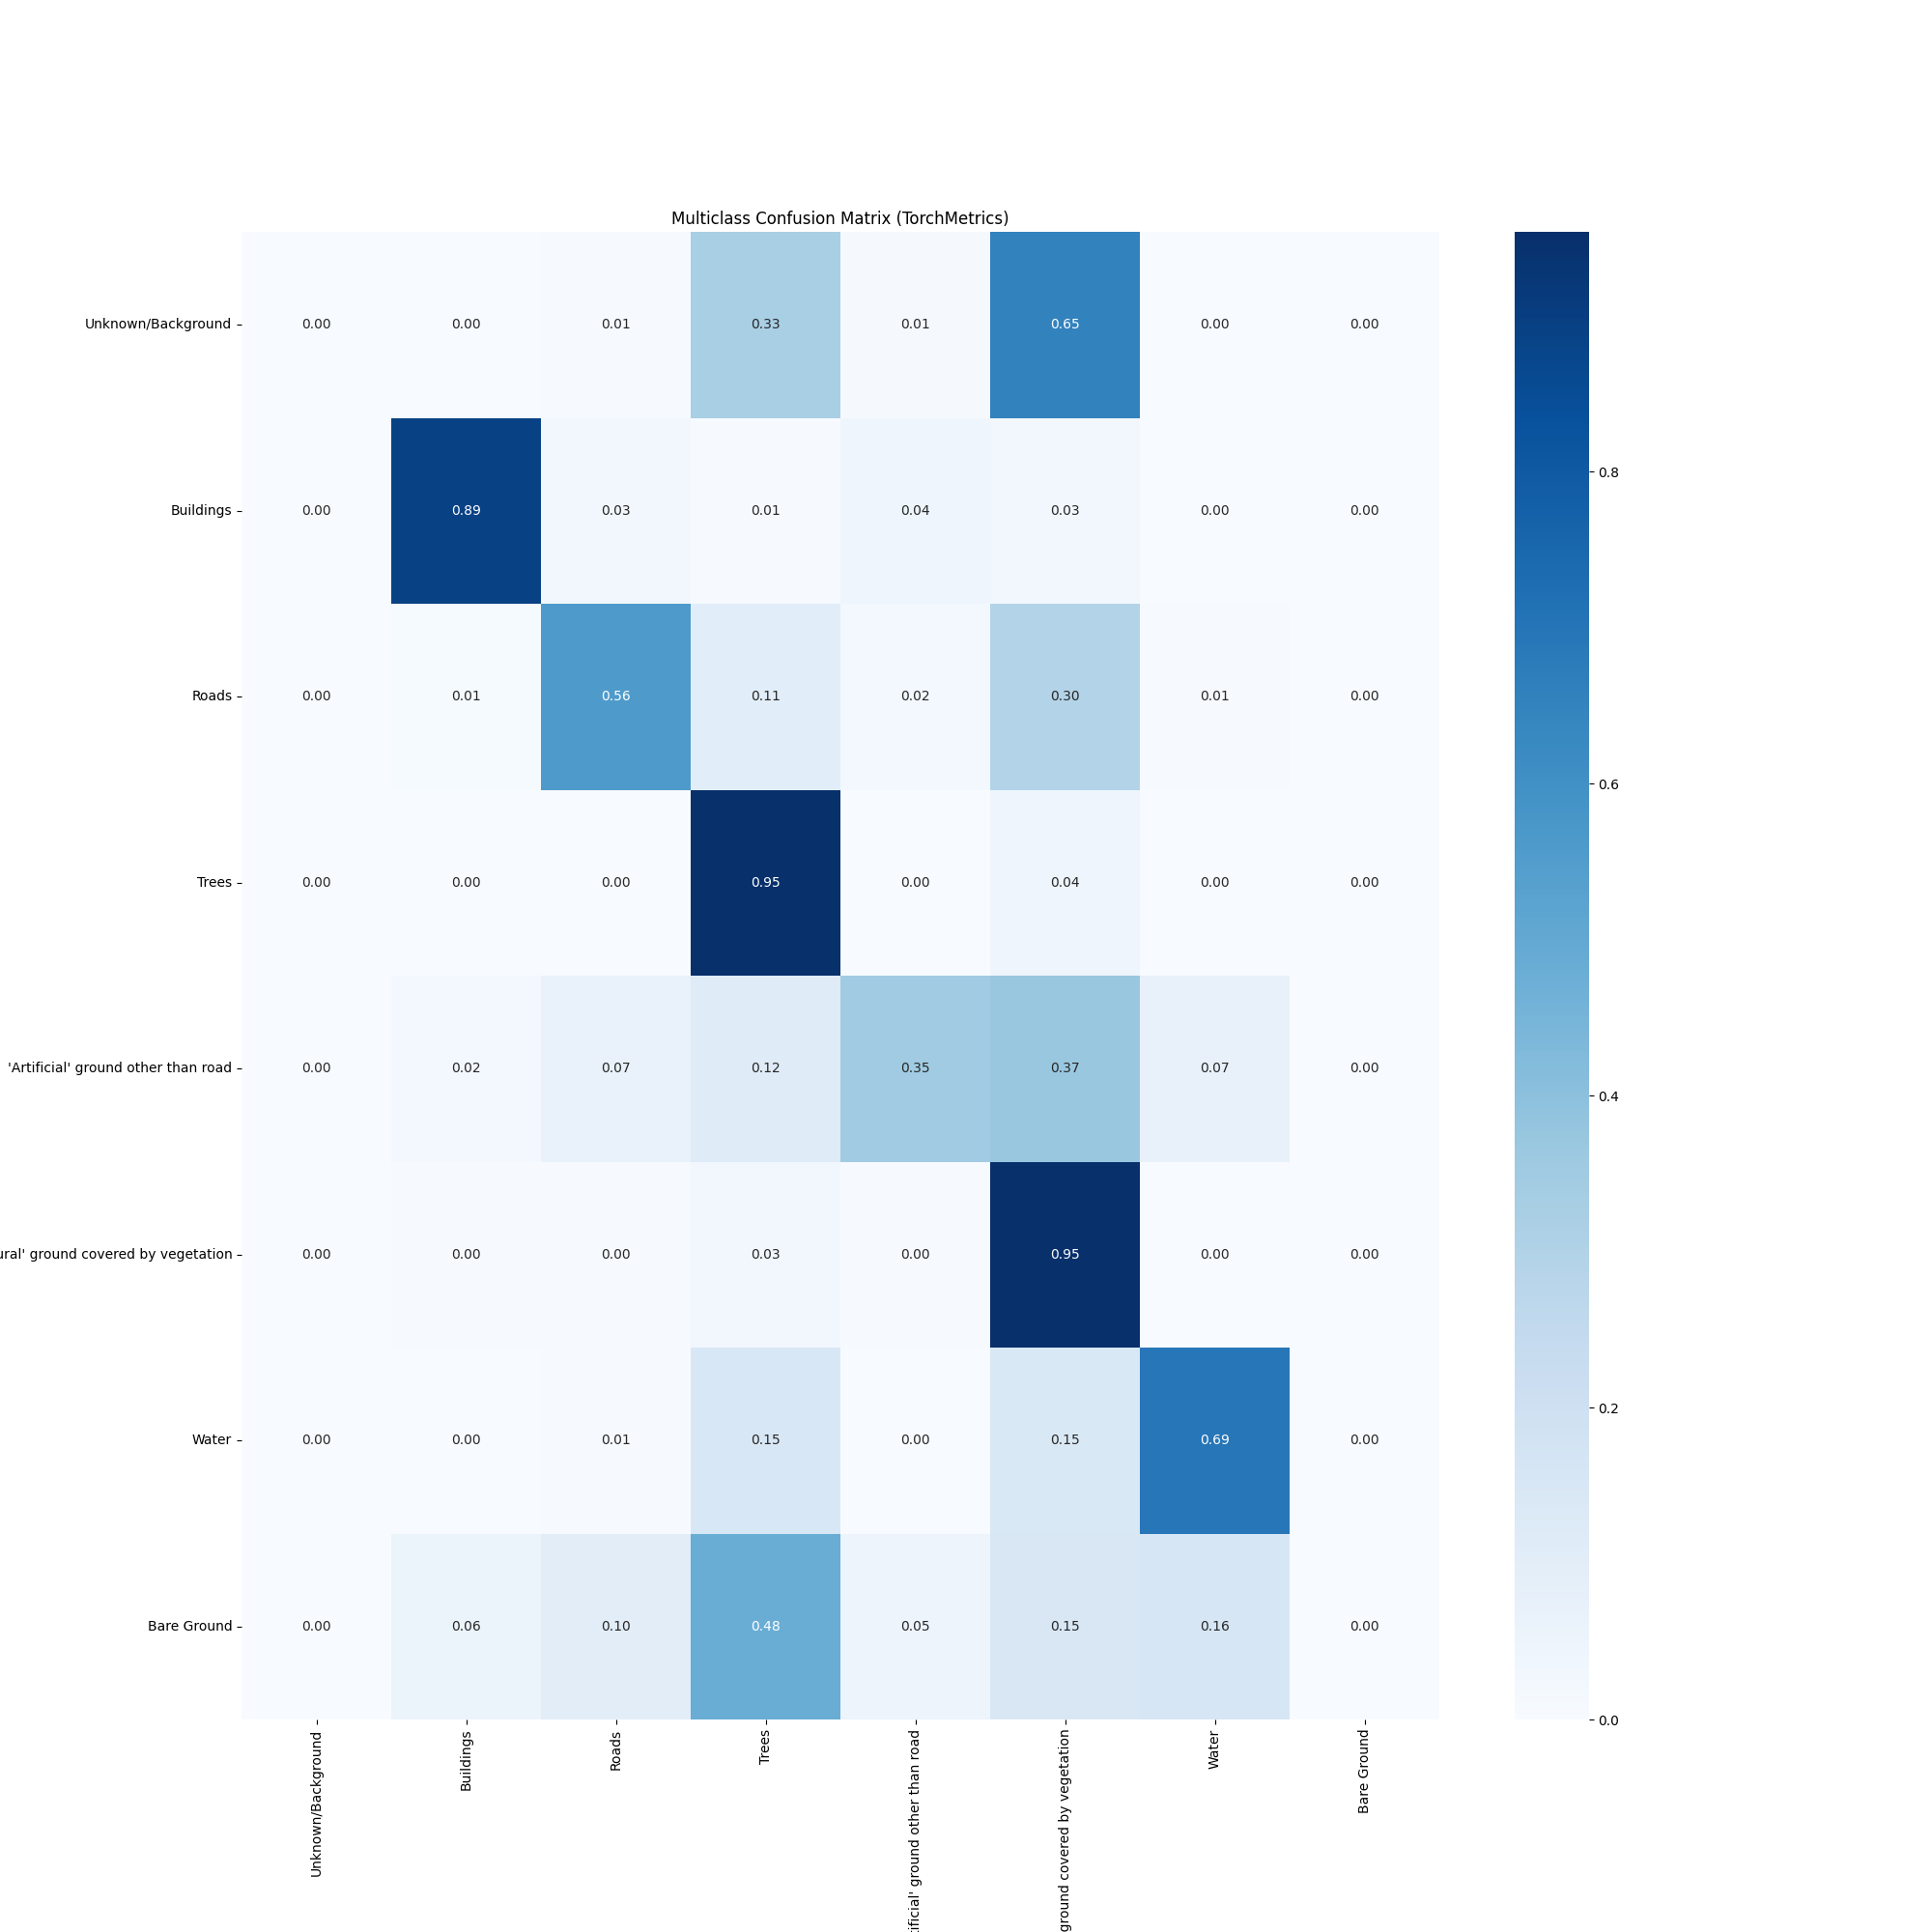 Multiclass Confusion Matrix (TorchMetrics)
Unknown/Background 0.00 0.00 0.01 0.33 0.01 0.65 0.00 0.00
Buildings 0.00 0.89 0.03 0.01 0.04 0.03 0.00 0.00
Roads 0.00 0.01 0.56 0.11 0.02 0.30 0.01 0.00
Trees 0.00 0.00 0.00 0.95 0.00 0.04 0.00 0.00
'Artificial' ground other than road 0.00 0.02 0.07 0.12 0.35 0.37 0.07 0.00
ural' ground covered by vegetation 0.00 0.00 0.00 0.03 0.00 0.95 0.00 0.00
Water 0.00 0.00 0.01 0.15 0.00 0.15 0.69 0.00
Bare Ground 0.00 0.06 0.10 0.48 0.05 0.15 0.16 0.00
Unknown/Background
Buildings
Roads
Trees
tificial' ground other than road
ground covered by vegetation
Water
Bare Ground
0.8
0.6
0.4
0.2
0.0